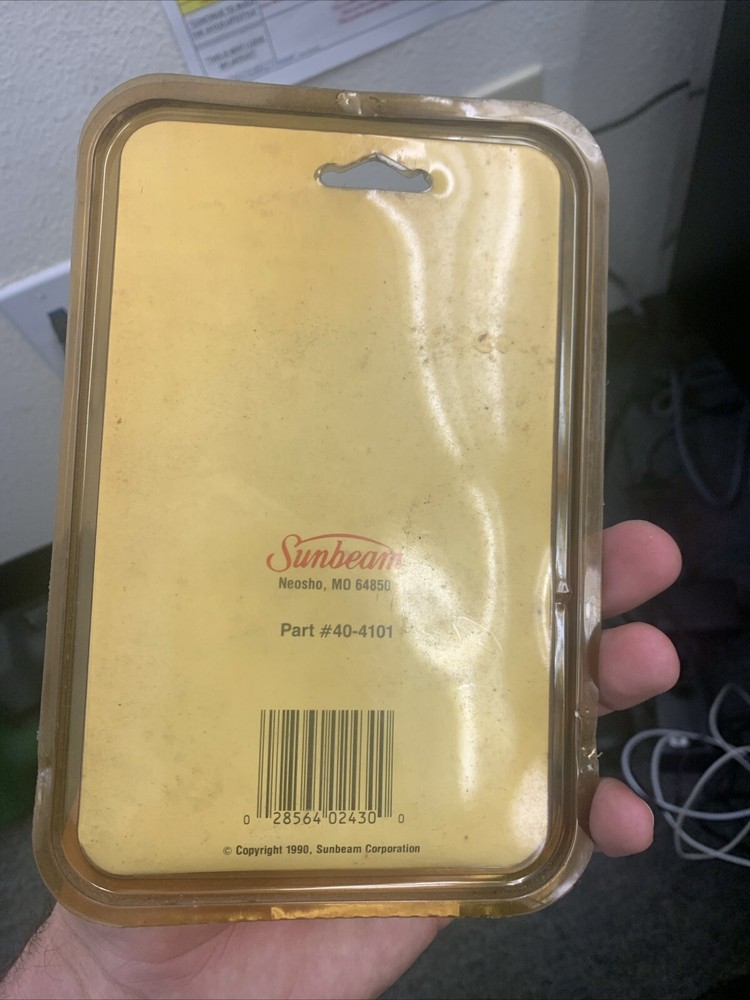 Sunbeam
Neosho, MO 64850
Part #40-4101
0 28564 02430 0
© Copyright 1990, Sunbeam Corporation